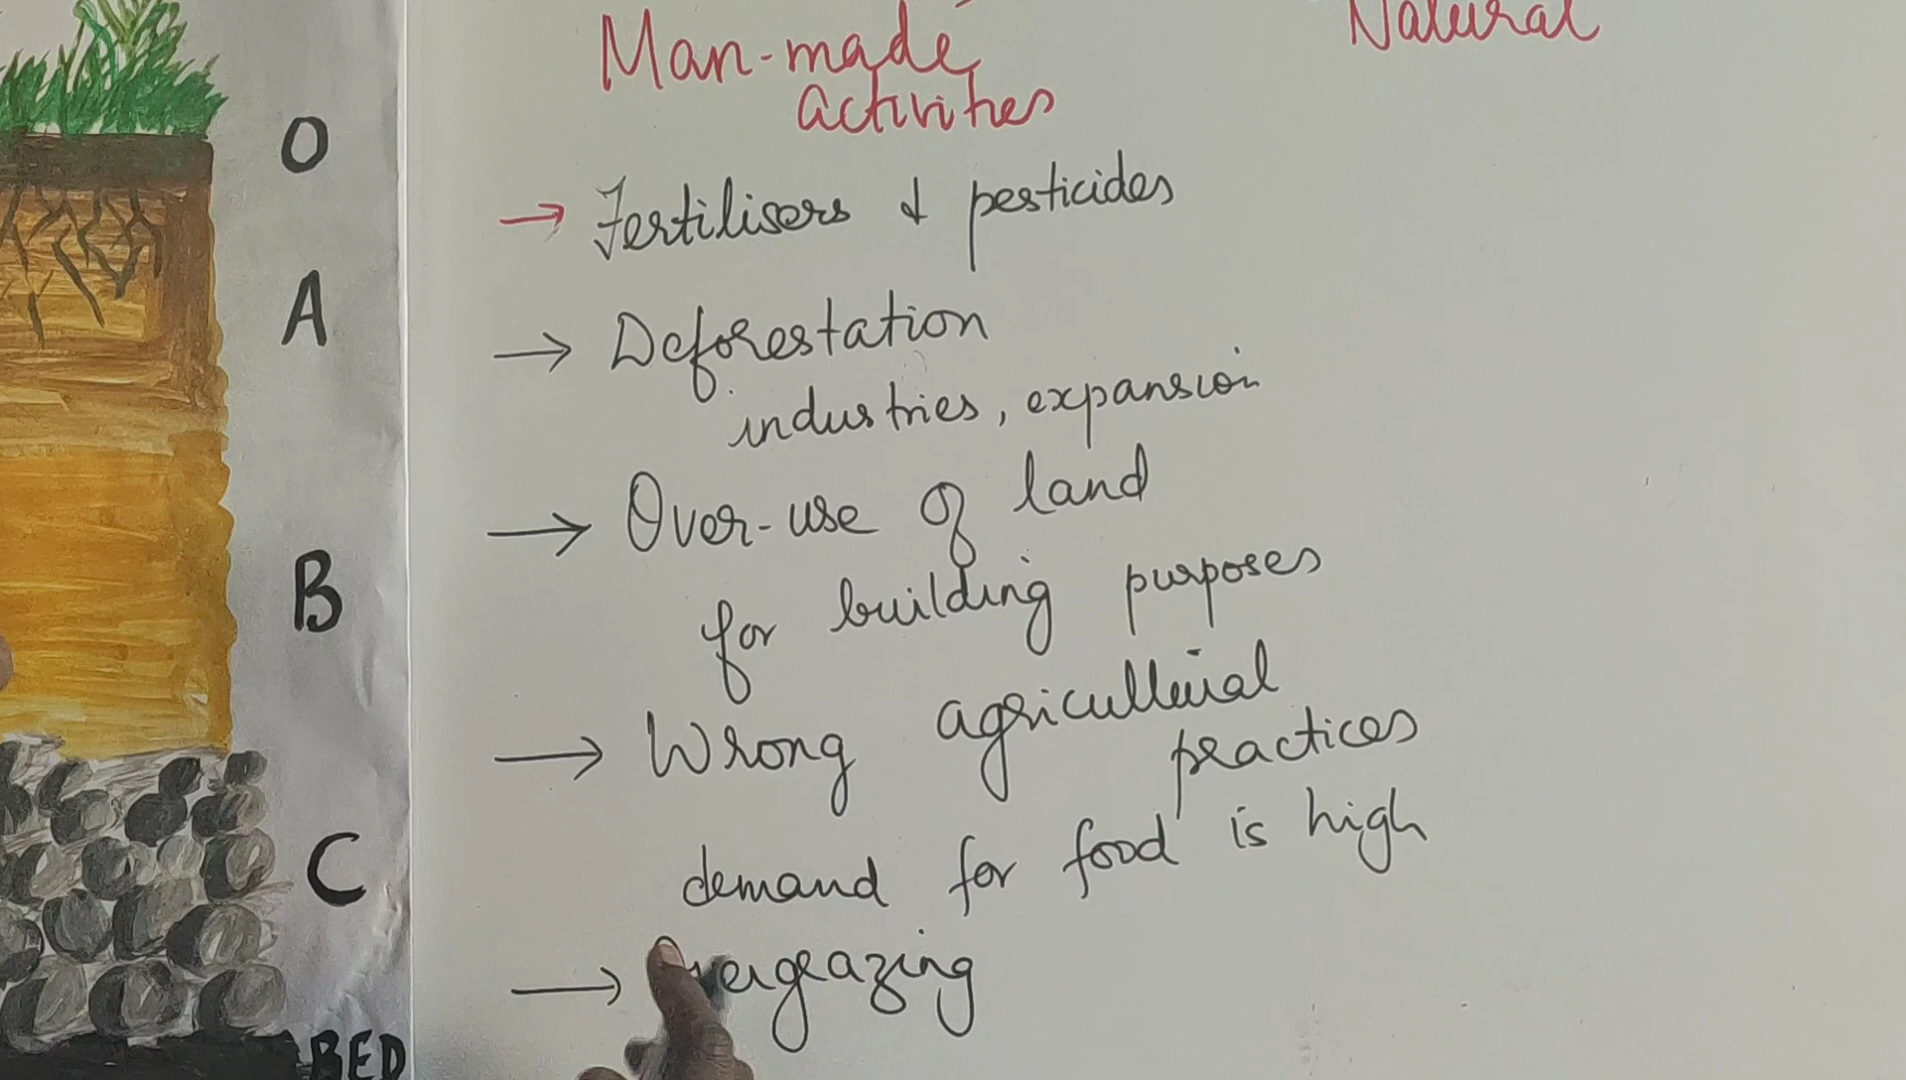 Man-made
activities
Natural
→ Fertilisers & pesticides
→ Deforestation
industries, expansion
→ Over-use of land
for building purposes
→ Wrong agricultural
practices
demand for food is high
→ Overgrazing
O
A
B
C
BED